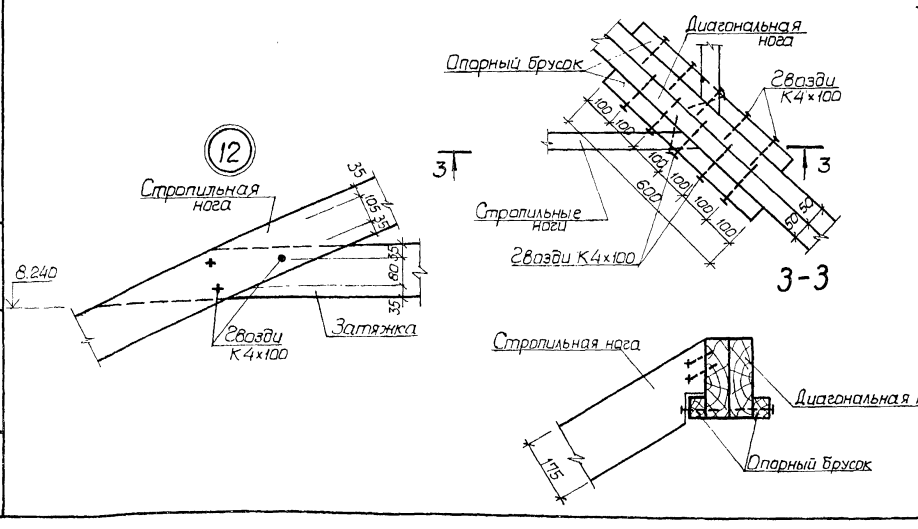 12
Стропильная
нога
35
105
35
35
80
35
8.240
Гвозди
К4×100
Затяжка
Диагональная
нога
Опорный брусок
Гвозди
К4×100
100
100
100
100
100
100
600
50
50
3
3
Стропильные
ноги
Гвозди К4×100
3-3
Стропильная нога
175
Диагональная
Опорный брусок